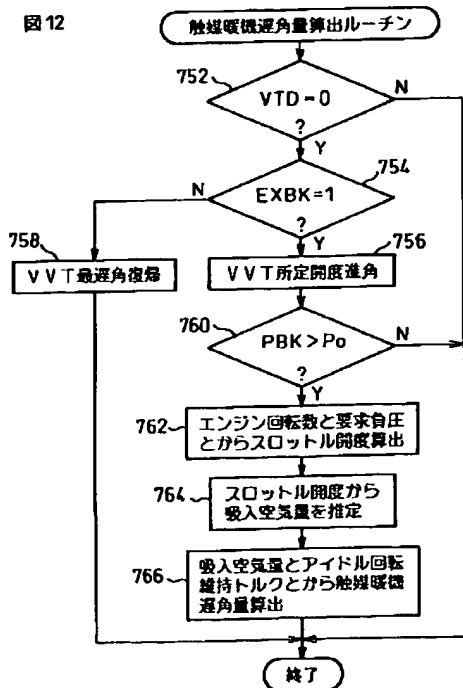 図12
触媒暖機遅角量算出ルーチン
752
VTD=0
?
N
Y
754
EXBK=1
?
N
Y
758
VVT最遅角復帰
756
VVT所定開度進角
760
PBK>Po
?
N
Y
762
エンジン回転数と要求負圧
とからスロットル開度算出
764
スロットル開度から
吸入空気量を推定
766
吸入空気量とアイドル回転
維持トルクとから触媒暖機
遅角量算出
終了